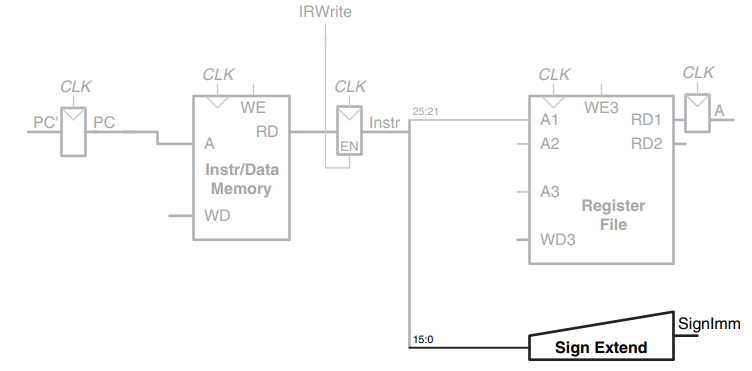 IRWrite
CLK
CLK
CLK
CLK
CLK
PC'
PC
WE
RD
A
Instr/Data
Memory
WD
EN
Instr
25:21
A1
WE3
RD1
A
A2
RD2
A3
Register
File
WD3
15:0
Sign Extend
SignImm